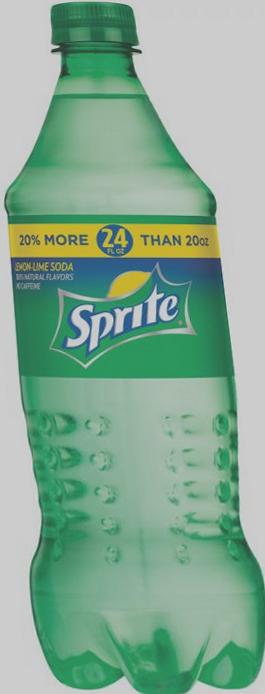 20% MORE 24 FL OZ THAN 20oz
LEMON-LIME SODA
100% NATURAL FLAVORS
NO CAFFEINE
Sprite